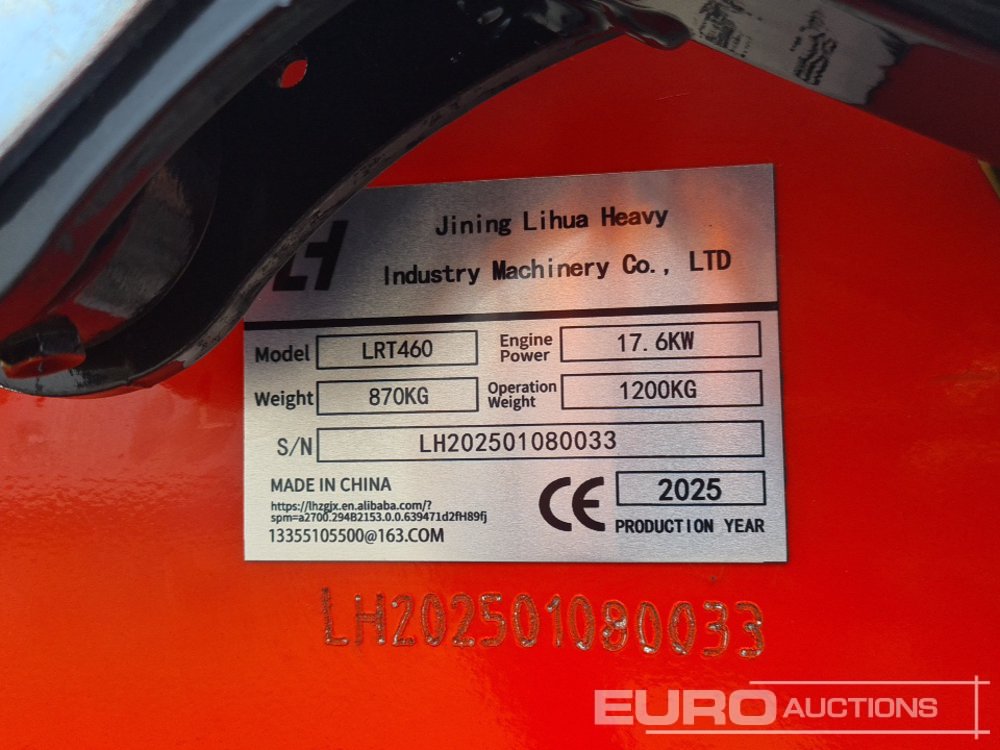 LH
Jining Lihua Heavy
Industry Machinery Co., LTD
Model LRT460 Engine Power 17.6KW
Weight 870KG Operation Weight 1200KG
S/N LH202501080033
MADE IN CHINA
https://lhzgjx.en.alibaba.com/?
spm=a2700.294B2153.0.0.639471d2fH89fj
13355105500@163.COM
CE 2025
PRODUCTION YEAR
LH202501080033
EURO AUCTIONS